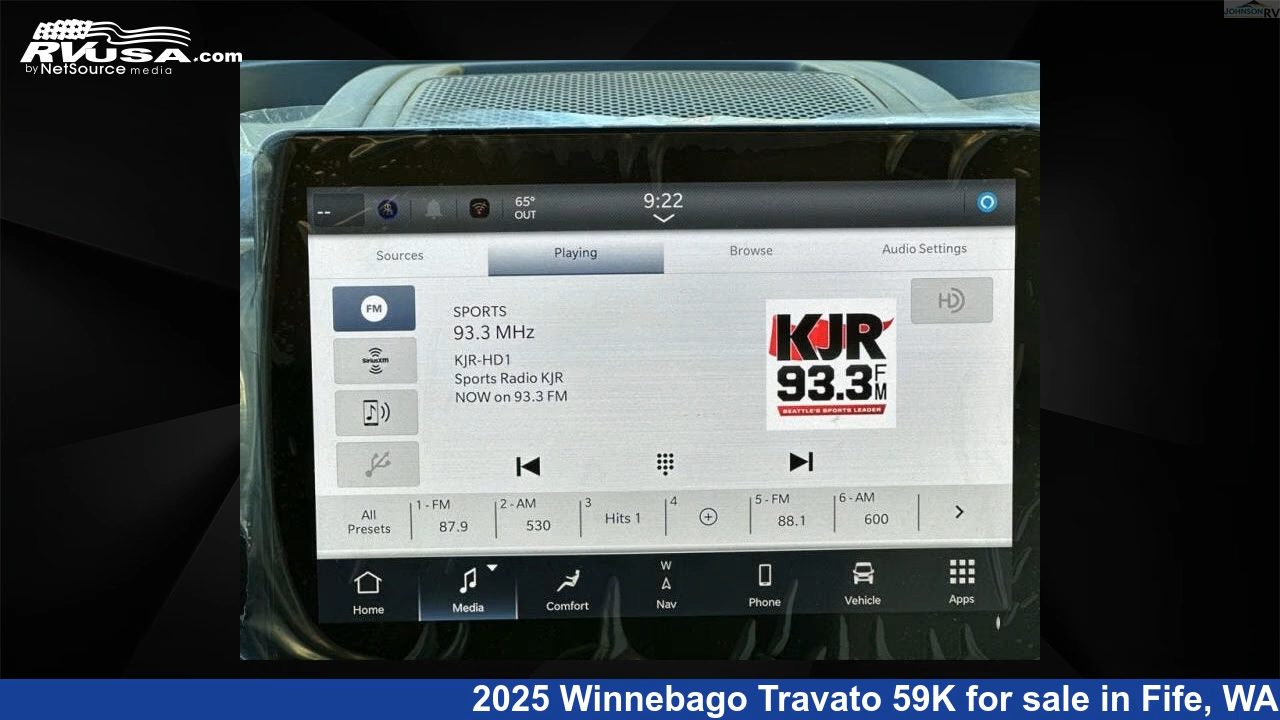 JOHNSON RV
RVUSA.com
by NetSource media
--
65°
OUT
9:22
Sources
Playing
Browse
Audio Settings
FM
HD
SPORTS
93.3 MHz
SiriusXM
KJR-HD1
Sports Radio KJR
NOW on 93.3 FM
KJR
93.3 FM
SEATTLE'S SPORTS LEADER
All
Presets
1 - FM
87.9
2 - AM
530
3
Hits 1
4
5 - FM
88.1
6 - AM
600
Home
Media
Comfort
W
Nav
Phone
Vehicle
Apps
2025 Winnebago Travato 59K for sale in Fife, WA